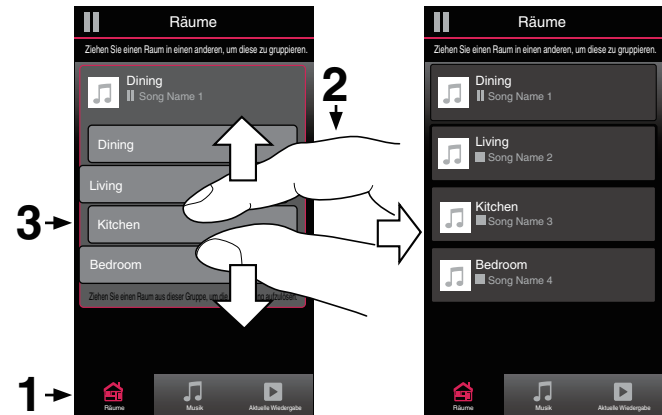 Räume
Ziehen Sie einen Raum in einen anderen, um diese zu gruppieren.
Dining
Song Name 1
Dining
Living
Kitchen
Bedroom
Ziehen Sie einen Raum aus dieser Gruppe, um die aufzulösen.
Räume
Musik
Aktuelle Wiedergabe
1
2
3
Räume
Ziehen Sie einen Raum in einen anderen, um diese zu gruppieren.
Dining
Song Name 1
Living
Song Name 2
Kitchen
Song Name 3
Bedroom
Song Name 4
Räume
Musik
Aktuelle Wiedergabe